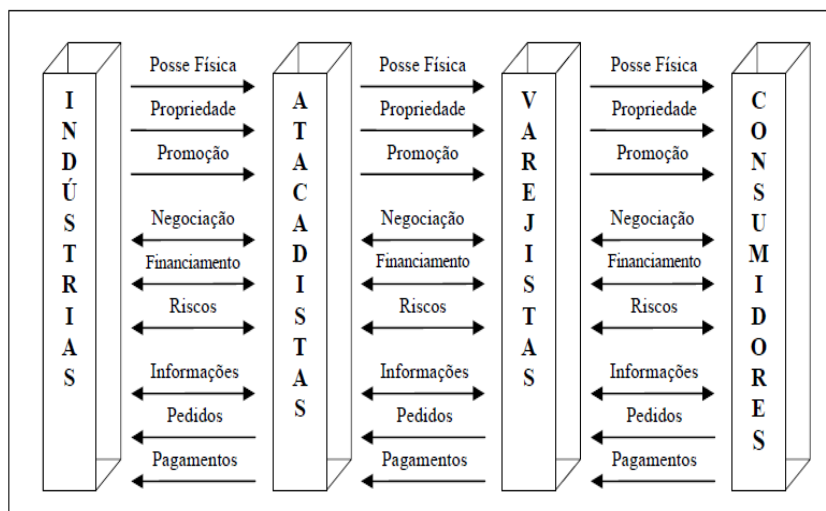 INDÚSTRIAS
ATACADISTAS
VAREJISTAS
CONSUMIDORES
Posse Física Posse Física Posse Física
Propriedade Propriedade Propriedade
Promoção Promoção Promoção
Negociação Negociação Negociação
Financiamento Financiamento Financiamento
Riscos Riscos Riscos
Informações Informações Informações
Pedidos Pedidos Pedidos
Pagamentos Pagamentos Pagamentos